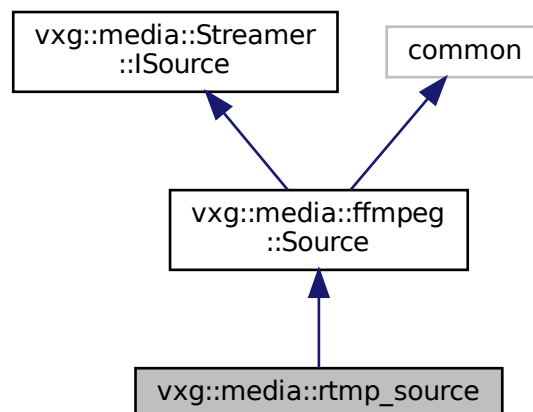 vxg::media::Streamer
::ISource
common
vxg::media::ffmpeg
::Source
vxg::media::rtmp_source